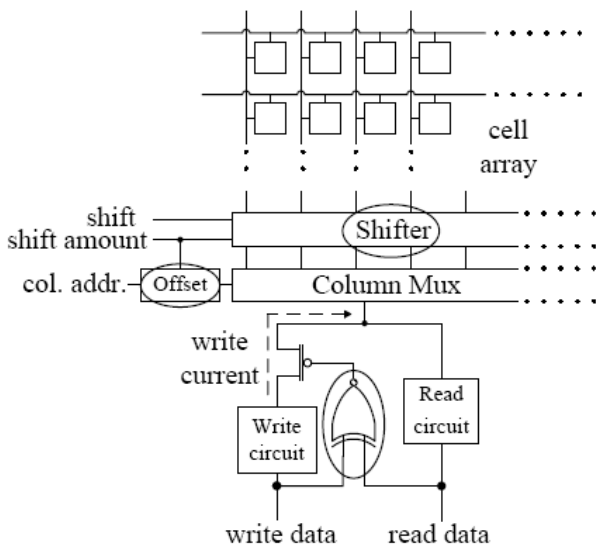 cell
array
shift
shift amount
Shifter
col. addr.
Offset
Column Mux
write
current
Write
circuit
Read
circuit
write data
read data